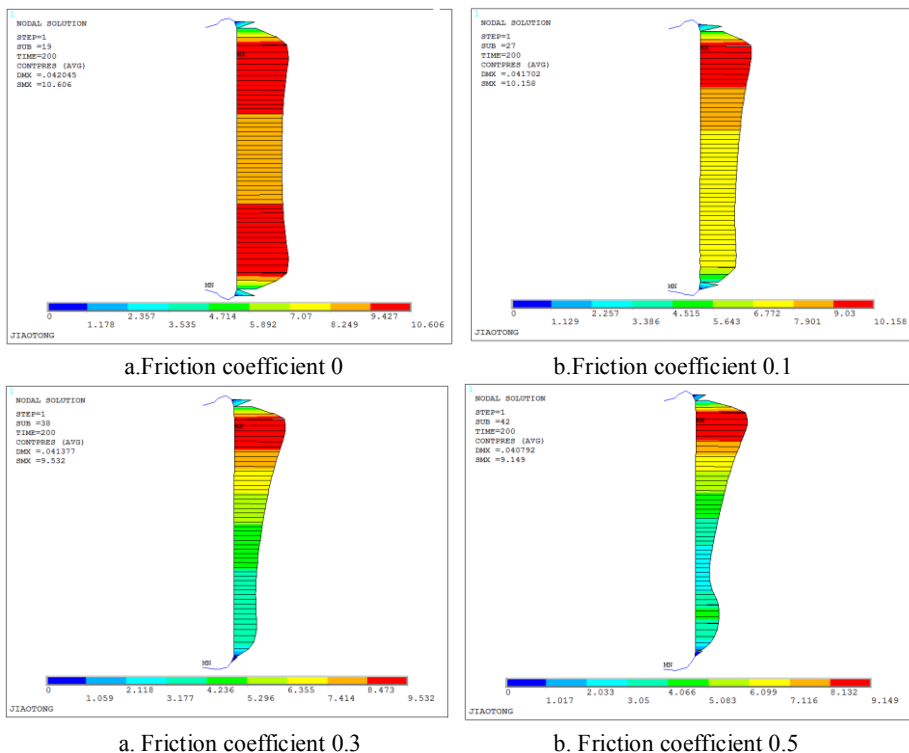 1
NODAL SOLUTION
STEP=1
SUB =19
TIME=200
CONTPRES (AVG)
DMX =.042045
SMX =10.606
MX
MN
0 2.357 4.714 7.07 9.427
1.178 3.535 5.892 8.249 10.606
JIAOTONG
a.Friction coefficient 0
1
NODAL SOLUTION
STEP=1
SUB =27
TIME=200
CONTPRES (AVG)
DMX =.041702
SMX =10.158
MX
MN
0 2.257 4.515 6.772 9.03
1.129 3.386 5.643 7.901 10.158
JIAOTONG
b.Friction coefficient 0.1
1
NODAL SOLUTION
STEP=1
SUB =38
TIME=200
CONTPRES (AVG)
DMX =.041377
SMX =9.532
MX
MN
0 2.118 4.236 6.355 8.473
1.059 3.177 5.296 7.414 9.532
JIAOTONG
a. Friction coefficient 0.3
1
NODAL SOLUTION
STEP=1
SUB =42
TIME=200
CONTPRES (AVG)
DMX =.040792
SMX =9.149
MX
MN
0 2.033 4.066 6.099 8.132
1.017 3.05 5.083 7.116 9.149
JIAOTONG
b. Friction coefficient 0.5